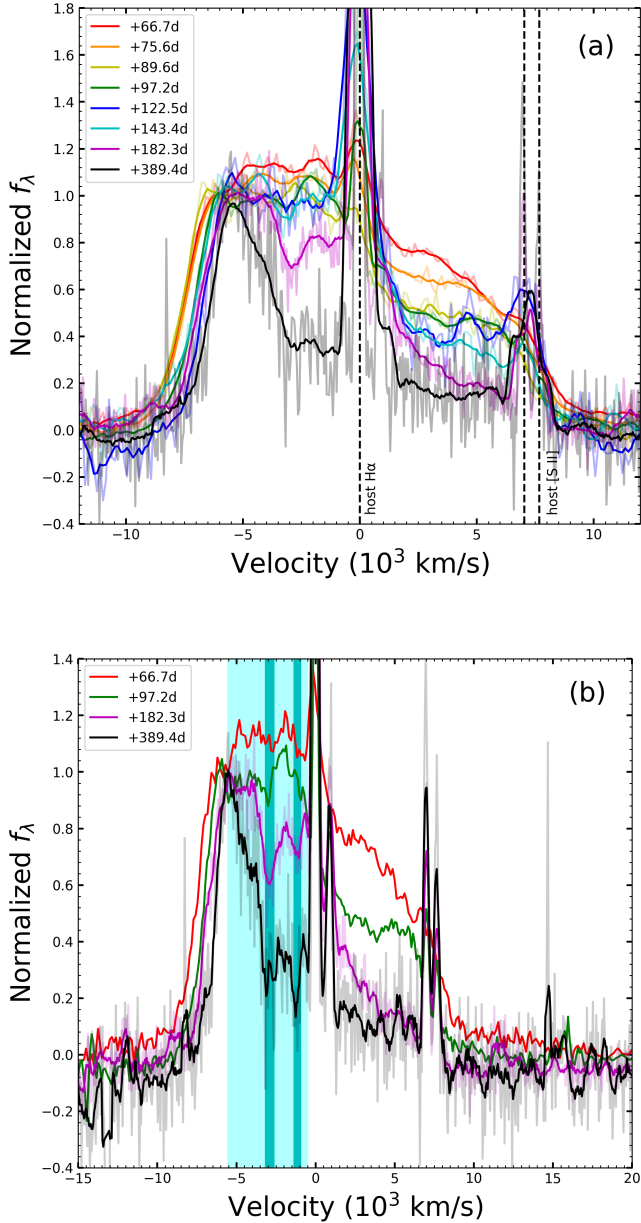 1.8
1.6
1.4
1.2
1.0
0.8
0.6
0.4
0.2
0.0
−0.2
−0.4
Normalized fλ
+66.7d
+75.6d
+89.6d
+97.2d
+122.5d
+143.4d
+182.3d
+389.4d
(a)
host Hα
host [S II]
−10 −5 0 5 10
Velocity (10³ km/s)
1.4
1.2
1.0
0.8
0.6
0.4
0.2
0.0
−0.2
−0.4
Normalized fλ
+66.7d
+97.2d
+182.3d
+389.4d
(b)
−15 −10 −5 0 5 10 15 20
Velocity (10³ km/s)